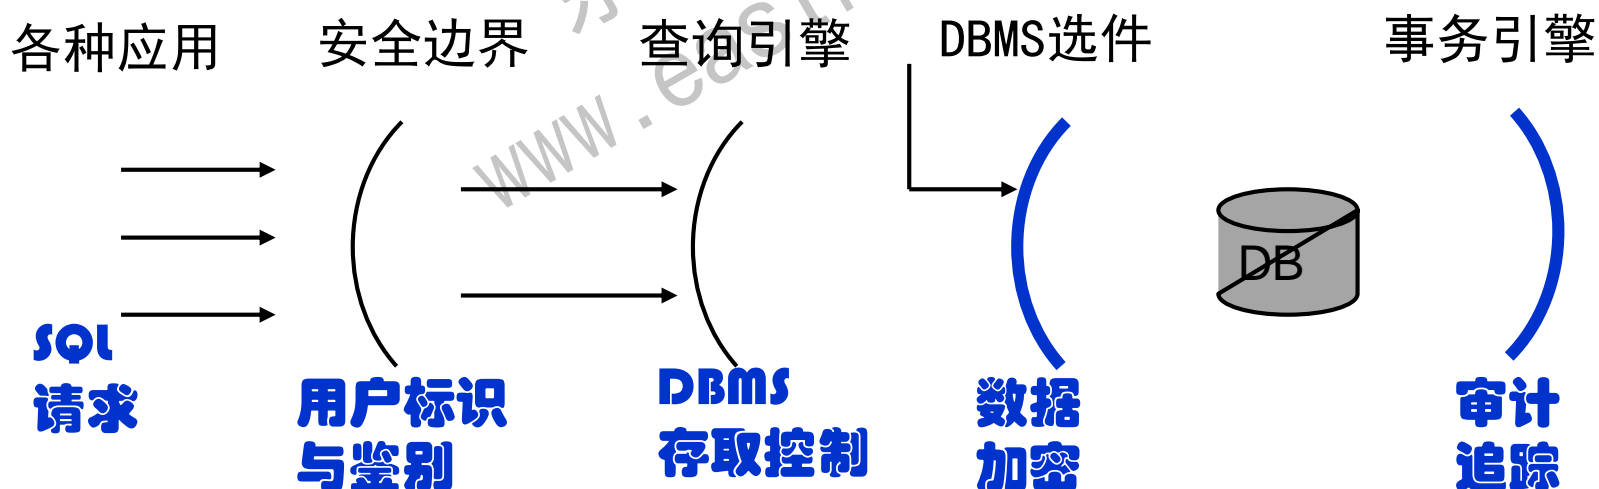 各种应用
安全边界
查询引擎
DBMS选件
事务引擎
www.eas
DB
SQL
请求
用户标识
与鉴别
DBMS
存取控制
数据
加密
审计
追踪